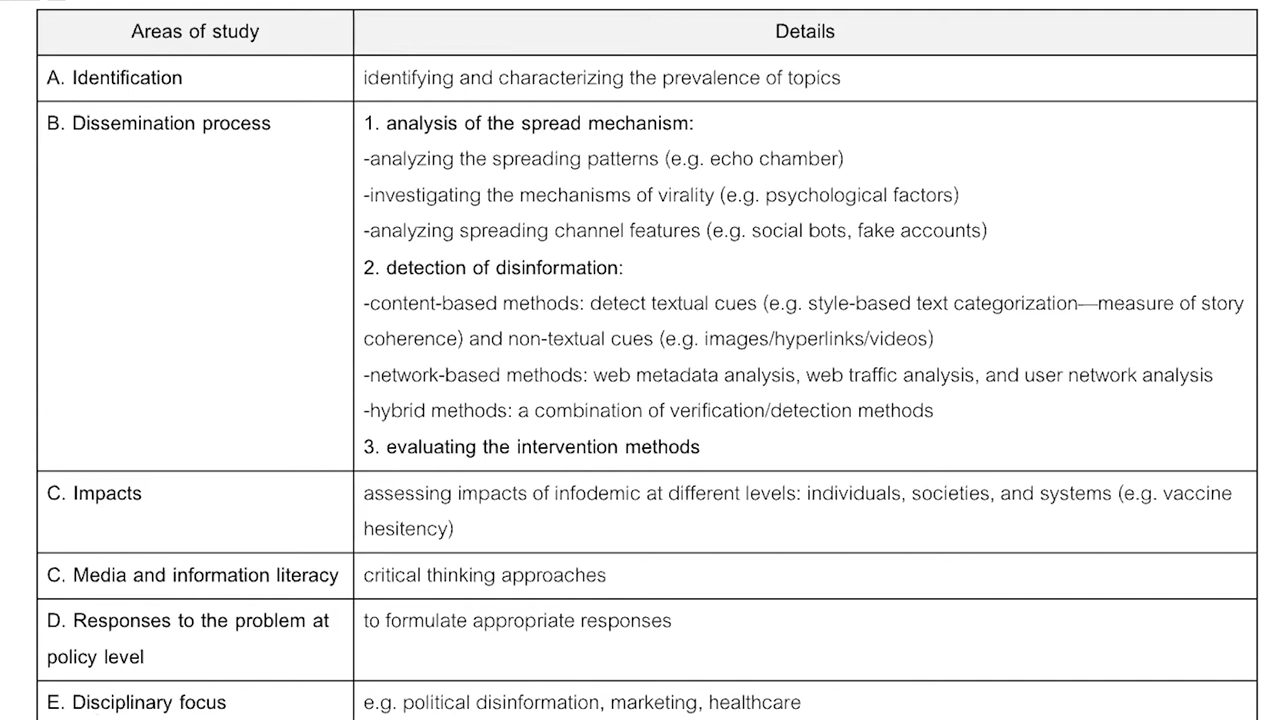 Areas of study
Details
A. Identification
identifying and characterizing the prevalence of topics
B. Dissemination process
1. analysis of the spread mechanism:
-analyzing the spreading patterns (e.g. echo chamber)
-investigating the mechanisms of virality (e.g. psychological factors)
-analyzing spreading channel features (e.g. social bots, fake accounts)
2. detection of disinformation:
-content-based methods: detect textual cues (e.g. style-based text categorization—measure of story
coherence) and non-textual cues (e.g. images/hyperlinks/videos)
-network-based methods: web metadata analysis, web traffic analysis, and user network analysis
-hybrid methods: a combination of verification/detection methods
3. evaluating the intervention methods
C. Impacts
assessing impacts of infodemic at different levels: individuals, societies, and systems (e.g. vaccine
hesitency)
C. Media and information literacy
critical thinking approaches
D. Responses to the problem at
policy level
to formulate appropriate responses
E. Disciplinary focus
e.g. political disinformation, marketing, healthcare